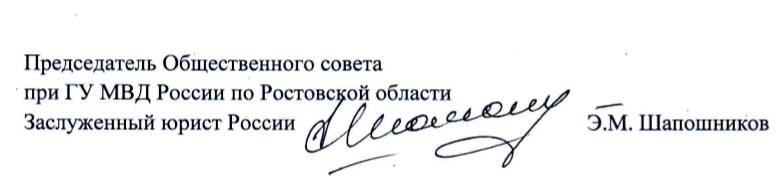 Председатель Общественного совета
при ГУ МВД России по Ростовской области
Заслуженный юрист России Э.М. Шапошников